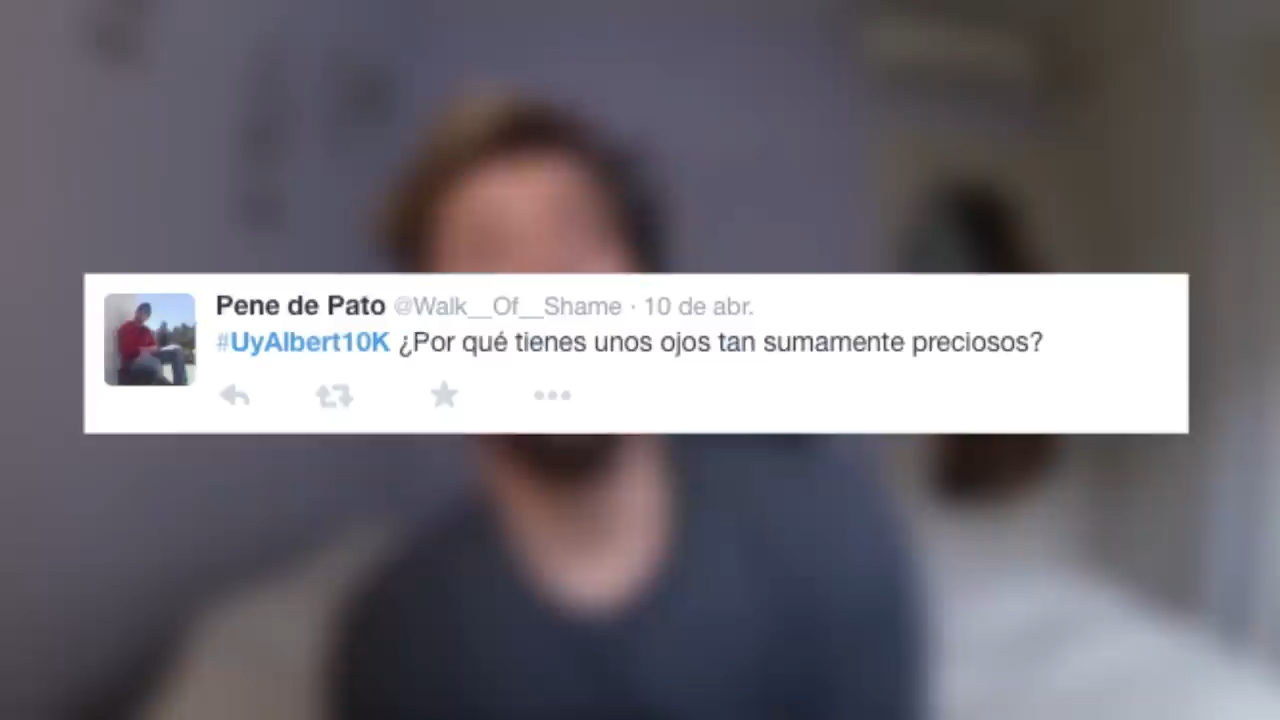 Pene de Pato @Walk__Of__Shame · 10 de abr.
#UyAlbert10K ¿Por qué tienes unos ojos tan sumamente preciosos?